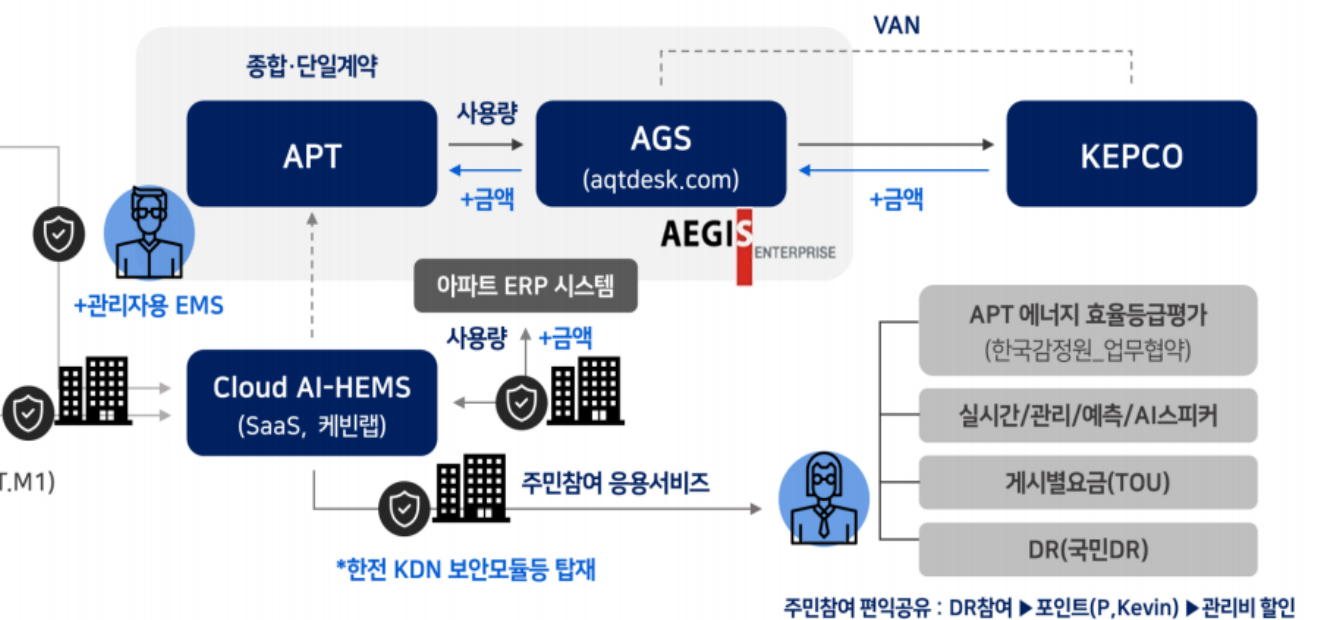 VAN
종합·단일계약
APT
사용량
+금액
AGS
(aqtdesk.com)
+금액
KEPCO
AEGIS
ENTERPRISE
+관리자용 EMS
아파트 ERP 시스템
사용량
+금액
Cloud AI-HEMS
(SaaS, 케빈랩)
T.M1)
주민참여 응용서비즈
*한전 KDN 보안모듈등 탑재
APT 에너지 효율등급평가
(한국감정원_업무협약)
실시간/관리/예측/AI스피커
게시별요금(TOU)
DR(국민DR)
주민참여 편익공유 : DR참여 ▶포인트(P,Kevin) ▶관리비 할인